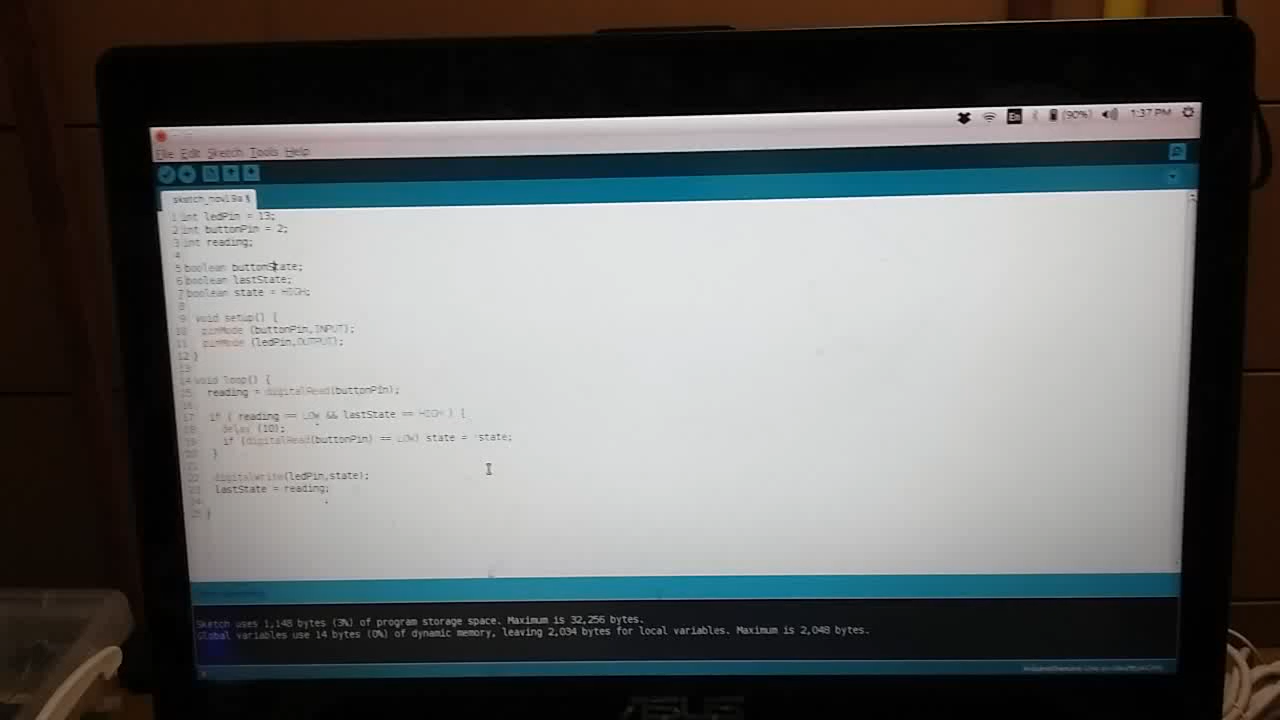 En (90%) 1:37 PM
File Edit Sketch Tools Help
sketch_nov19a §
1 int ledPin = 13;
2 int buttonPin = 2;
3 int reading;
4
5 boolean buttonState;
6 boolean lastState;
7 boolean state = HIGH;
8
9 void setup() {
10 pinMode (buttonPin,INPUT);
11 pinMode (ledPin,OUTPUT);
12 }
13
14 void loop() {
15 reading = digitalRead(buttonPin);
16
17 if ( reading == LOW && lastState == HIGH ) {
18 delay (10);
19 if (digitalRead(buttonPin) == LOW) state = !state;
20 }
21
22 digitalWrite(ledPin,state);
23 lastState = reading;
24
25 }
Sketch uses 1,148 bytes (3%) of program storage space. Maximum is 32,256 bytes.
Global variables use 14 bytes (0%) of dynamic memory, leaving 2,034 bytes for local variables. Maximum is 2,048 bytes.
ASUS